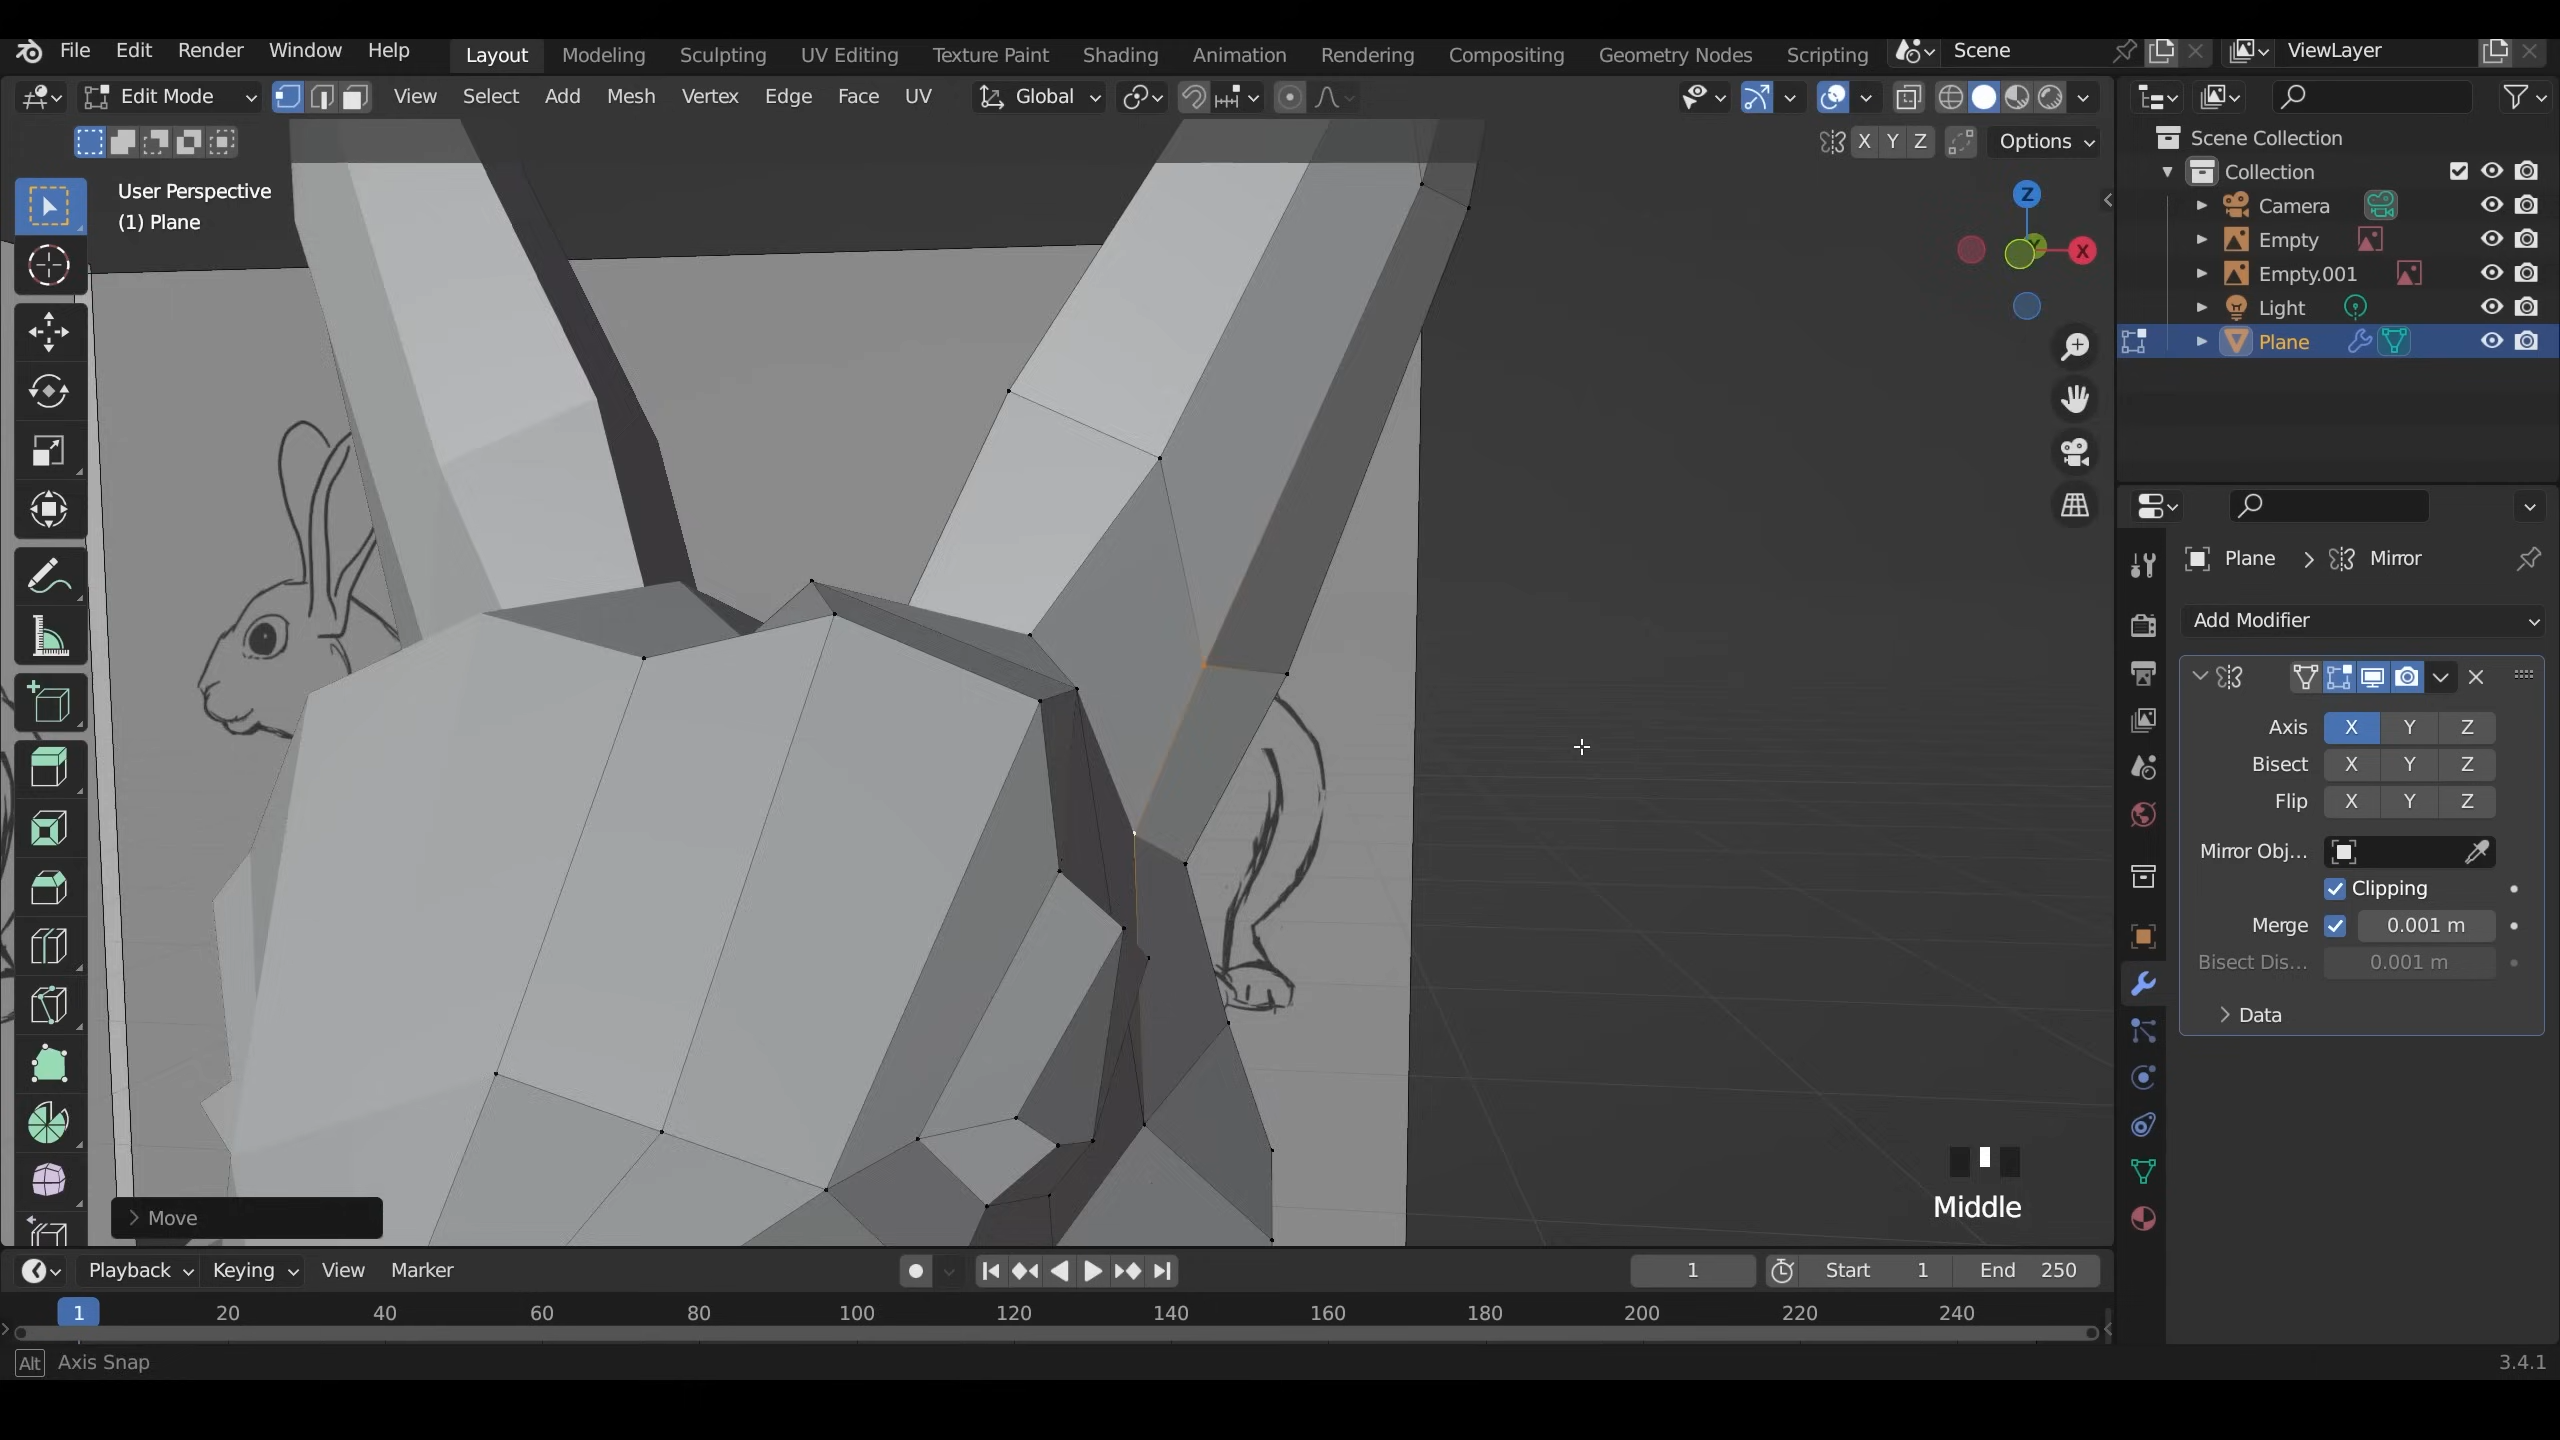 File Edit Render Window Help Layout Modeling Sculpting UV Editing Texture Paint Shading Animation Rendering Compositing Geometry Nodes Scripting Scene ViewLayer
Edit Mode View Select Add Mesh Vertex Edge Face UV Global
X Y Z Options
User Perspective
(1) Plane
Z
Y
X
Scene Collection
Collection
Camera
Empty
Empty.001
Light
Plane
Plane Mirror
Add Modifier
Axis X Y Z
Bisect X Y Z
Flip X Y Z
Mirror Obj...
Clipping
Merge 0.001 m
Bisect Dis... 0.001 m
Data
Middle
Move
Playback Keying View Marker 1 Start 1 End 250
1 20 40 60 80 100 120 140 160 180 200 220 240
Alt Axis Snap 3.4.1